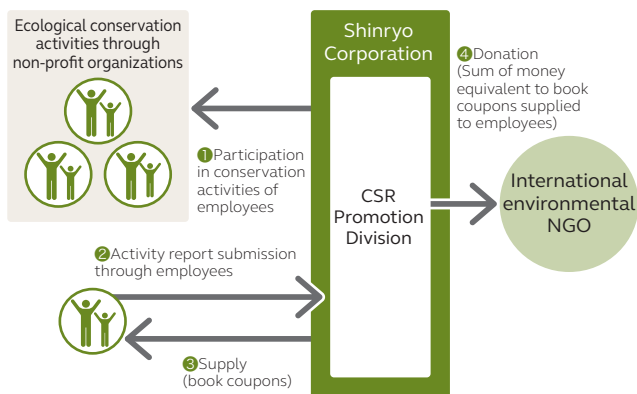 Ecological conservation
activities through
non-profit organizations
Shinryo
Corporation
❹Donation
(Sum of money
equivalent to book
coupons supplied
to employees)
❶Participation
in conservation
activities of
employees
CSR
Promotion
Division
International
environmental
NGO
❷Activity report submission
through employees
❸Supply
(book coupons)